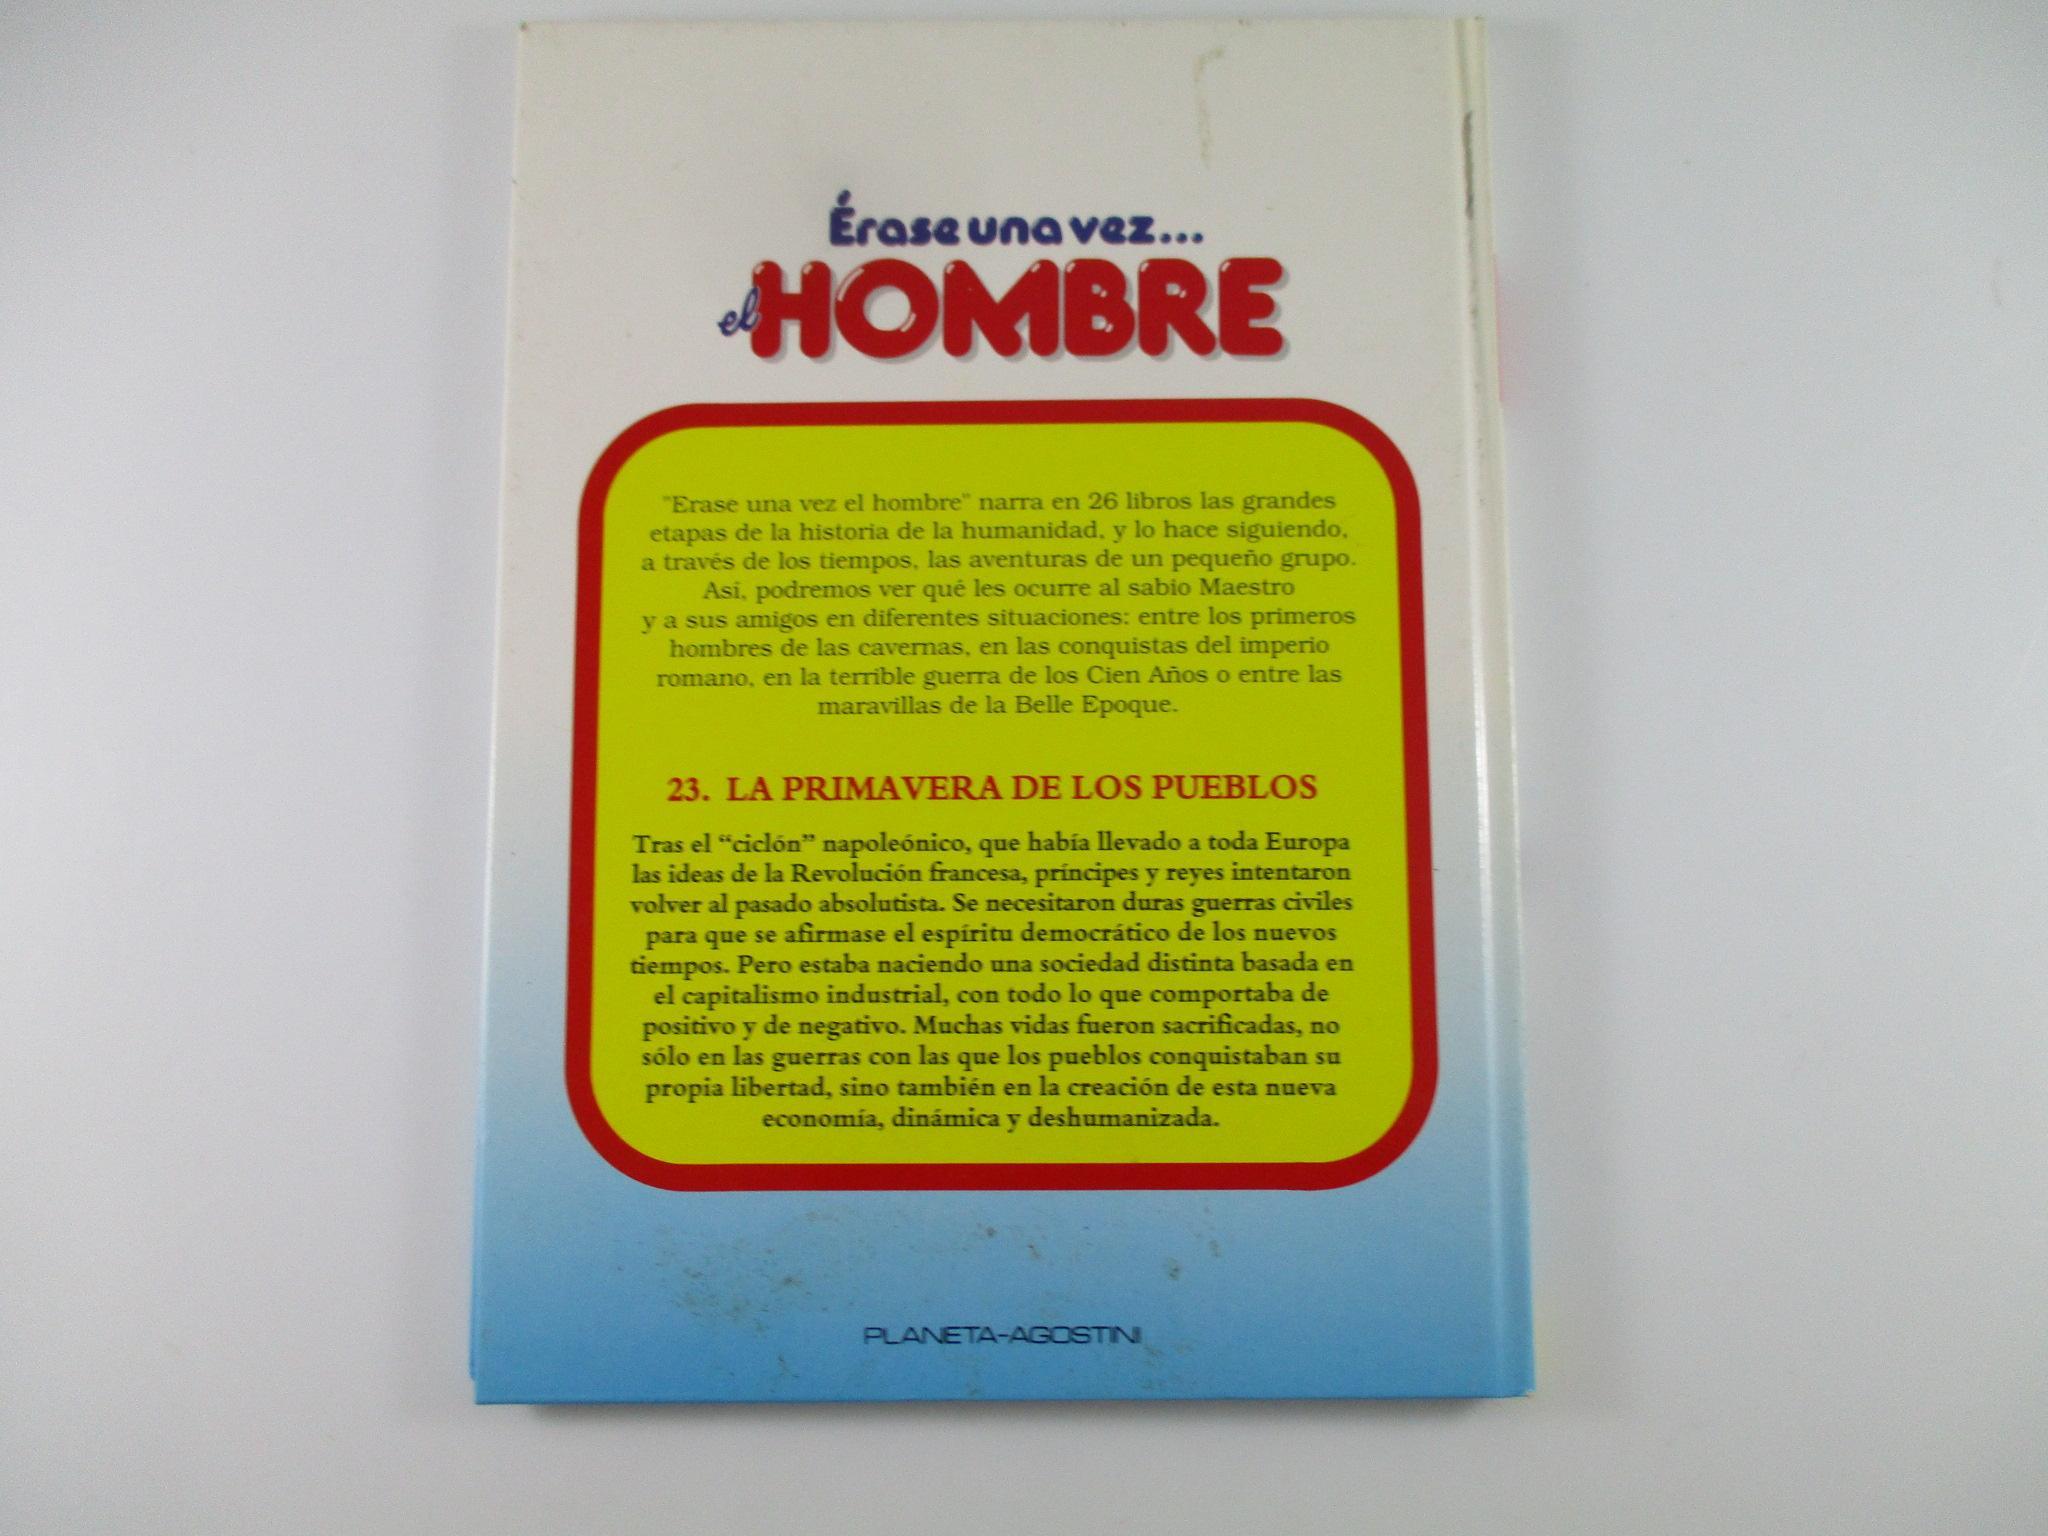 Érase una vez...
el HOMBRE
"Erase una vez el hombre" narra en 26 libros las grandes
etapas de la historia de la humanidad, y lo hace siguiendo,
a través de los tiempos, las aventuras de un pequeño grupo.
Así, podremos ver qué les ocurre al sabio Maestro
y a sus amigos en diferentes situaciones: entre los primeros
hombres de las cavernas, en las conquistas del imperio
romano, en la terrible guerra de los Cien Años o entre las
maravillas de la Belle Epoque.
23. LA PRIMAVERA DE LOS PUEBLOS
Tras el “ciclón” napoleónico, que había llevado a toda Europa
las ideas de la Revolución francesa, príncipes y reyes intentaron
volver al pasado absolutista. Se necesitaron duras guerras civiles
para que se afirmase el espíritu democrático de los nuevos
tiempos. Pero estaba naciendo una sociedad distinta basada en
el capitalismo industrial, con todo lo que comportaba de
positivo y de negativo. Muchas vidas fueron sacrificadas, no
sólo en las guerras con las que los pueblos conquistaban su
propia libertad, sino también en la creación de esta nueva
economía, dinámica y deshumanizada.
PLANETA-AGOSTINI